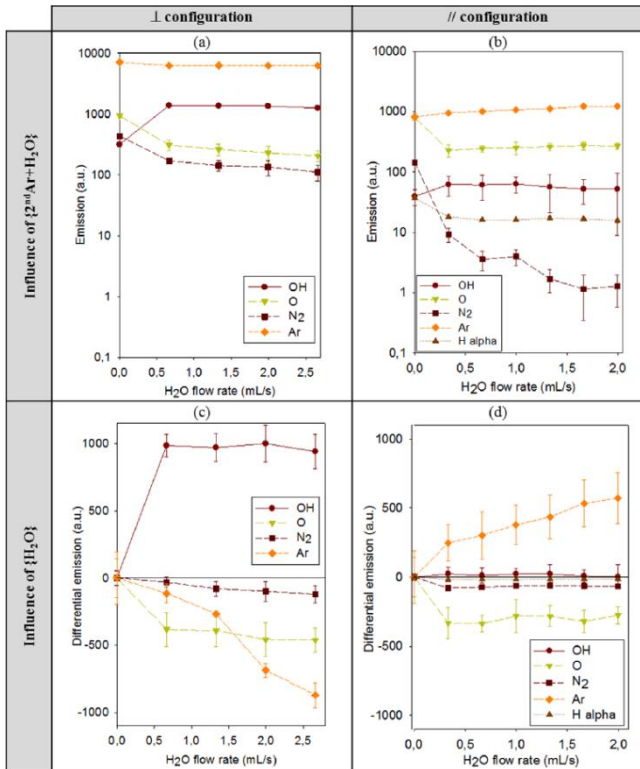 ⊥ configuration
// configuration
Influence of {2ndAr+H2O}
(a)
10000
1000
100
10
1
0,1
Emission (a.u.)
0,0 0,5 1,0 1,5 2,0 2,5
H2O flow rate (mL/s)
OH
O
N2
Ar
(b)
10000
1000
100
10
1
0,1
Emission (a.u.)
0,0 0,5 1,0 1,5 2,0
H2O flow rate (mL/s)
OH
O
N2
Ar
H alpha
Influence of {H2O}
(c)
1000
500
0
-500
-1000
Differential emission (a.u.)
0,0 0,5 1,0 1,5 2,0 2,5
H2O flow rate (mL/s)
OH
O
N2
Ar
(d)
1000
500
0
-500
-1000
Differential emission (a.u.)
0,0 0,5 1,0 1,5 2,0
H2O flow rate (mL/s)
OH
O
N2
Ar
H alpha